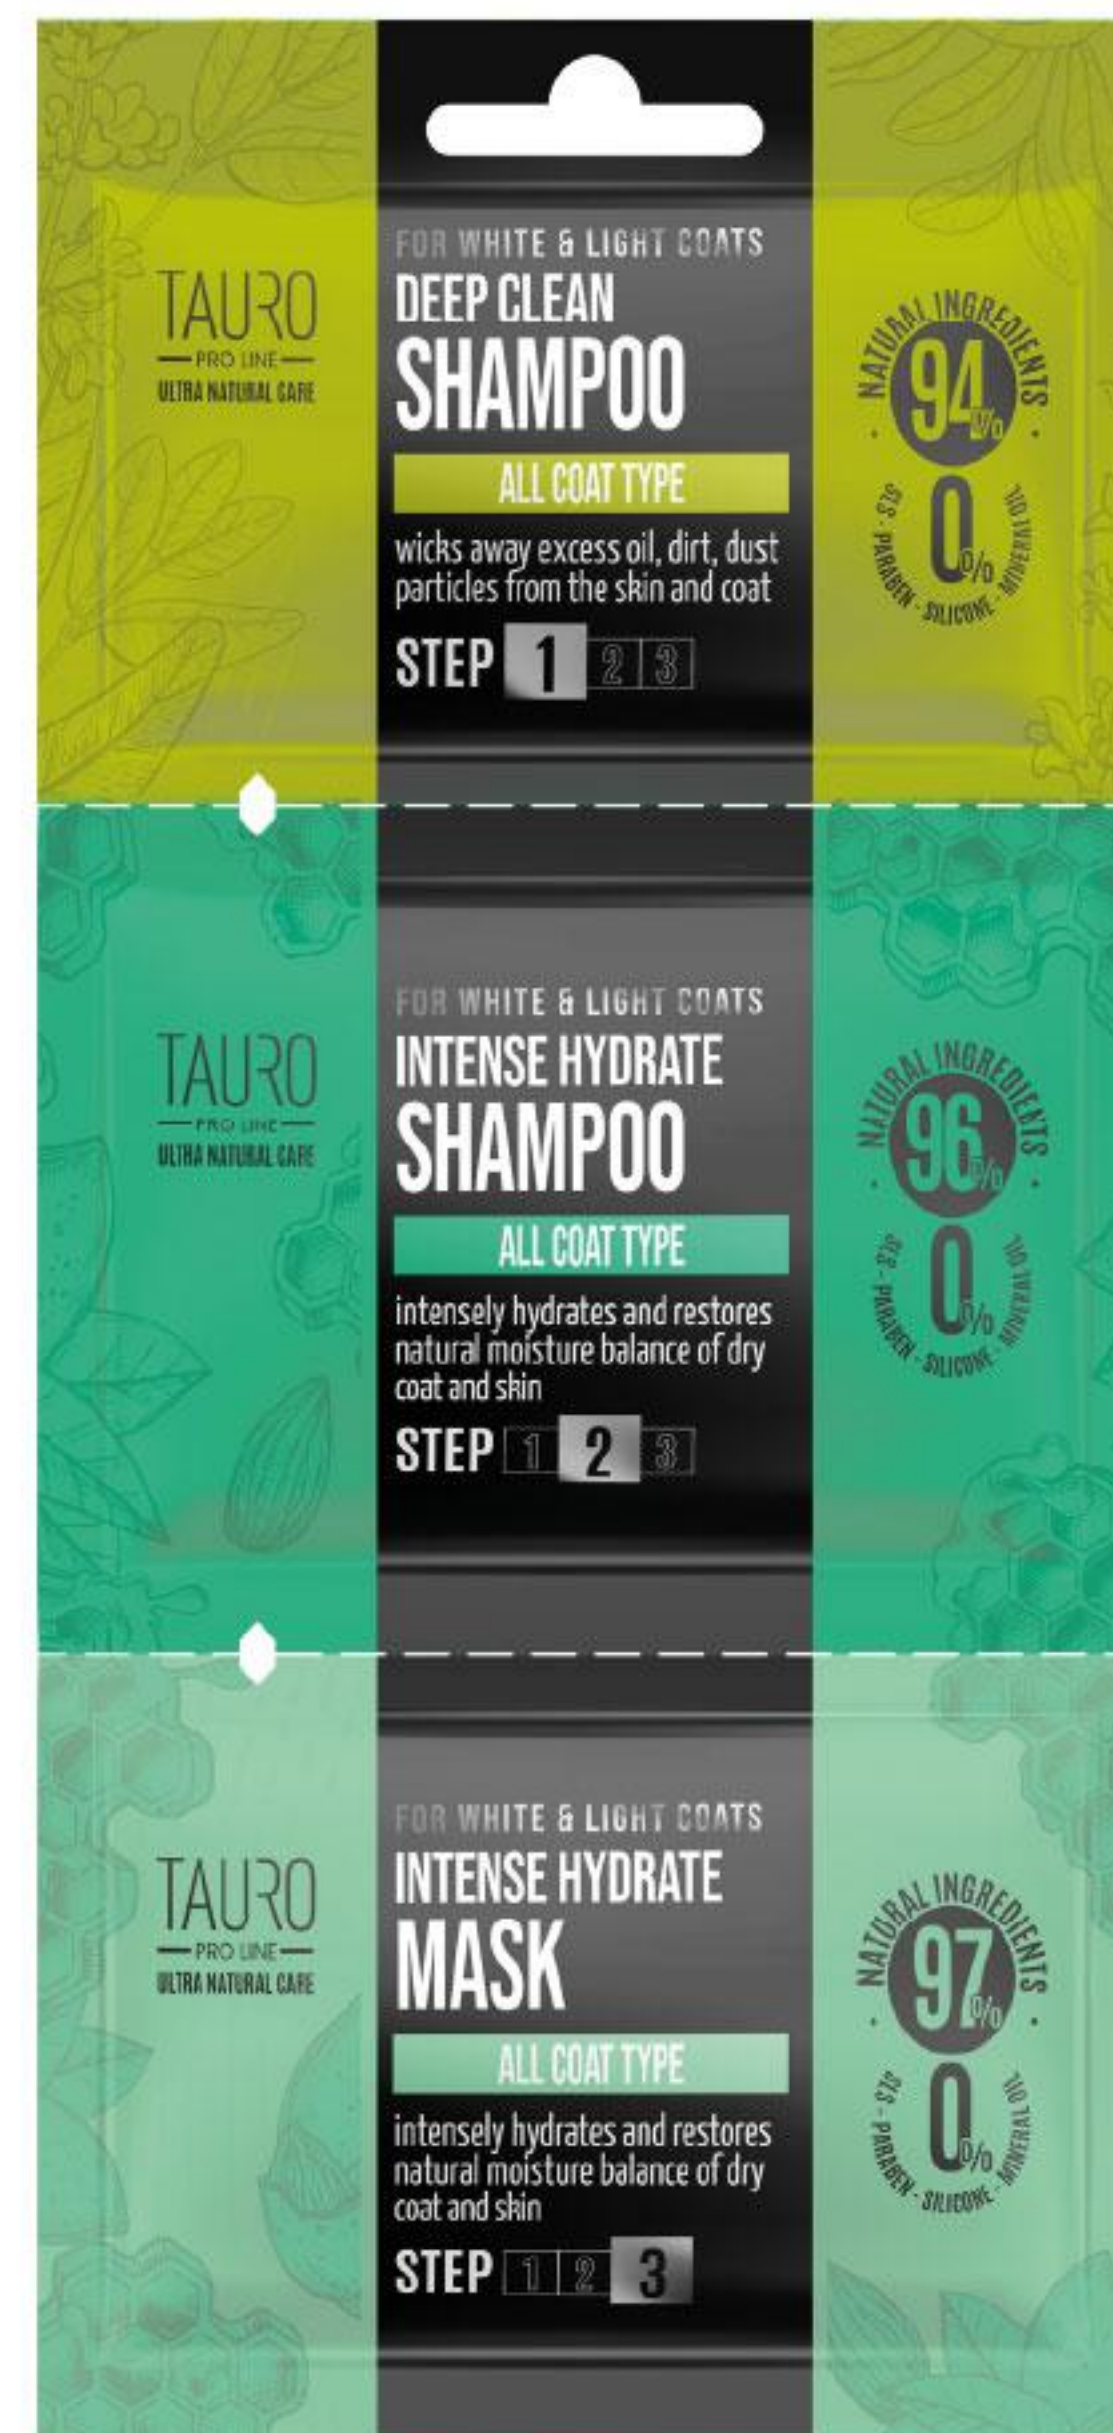 FOR WHITE & LIGHT COATS
DEEP CLEAN
SHAMPOO
ALL COAT TYPE
wicks away excess oil, dirt, dust
particles from the skin and coat
STEP 1 2 3
TAURO
PRO LINE
ULTRA NATURAL CARE
NATURAL INGREDIENTS
94%
0%
SLS - PARABEN - SILICONE - MINERAL OIL
FOR WHITE & LIGHT COATS
INTENSE HYDRATE
SHAMPOO
ALL COAT TYPE
intensely hydrates and restores
natural moisture balance of dry
coat and skin
STEP 1 2 3
TAURO
PRO LINE
ULTRA NATURAL CARE
NATURAL INGREDIENTS
96%
0%
SLS - PARABEN - SILICONE - MINERAL OIL
FOR WHITE & LIGHT COATS
INTENSE HYDRATE
MASK
ALL COAT TYPE
intensely hydrates and restores
natural moisture balance of dry
coat and skin
STEP 1 2 3
TAURO
PRO LINE
ULTRA NATURAL CARE
NATURAL INGREDIENTS
97%
0%
SLS - PARABEN - SILICONE - MINERAL OIL